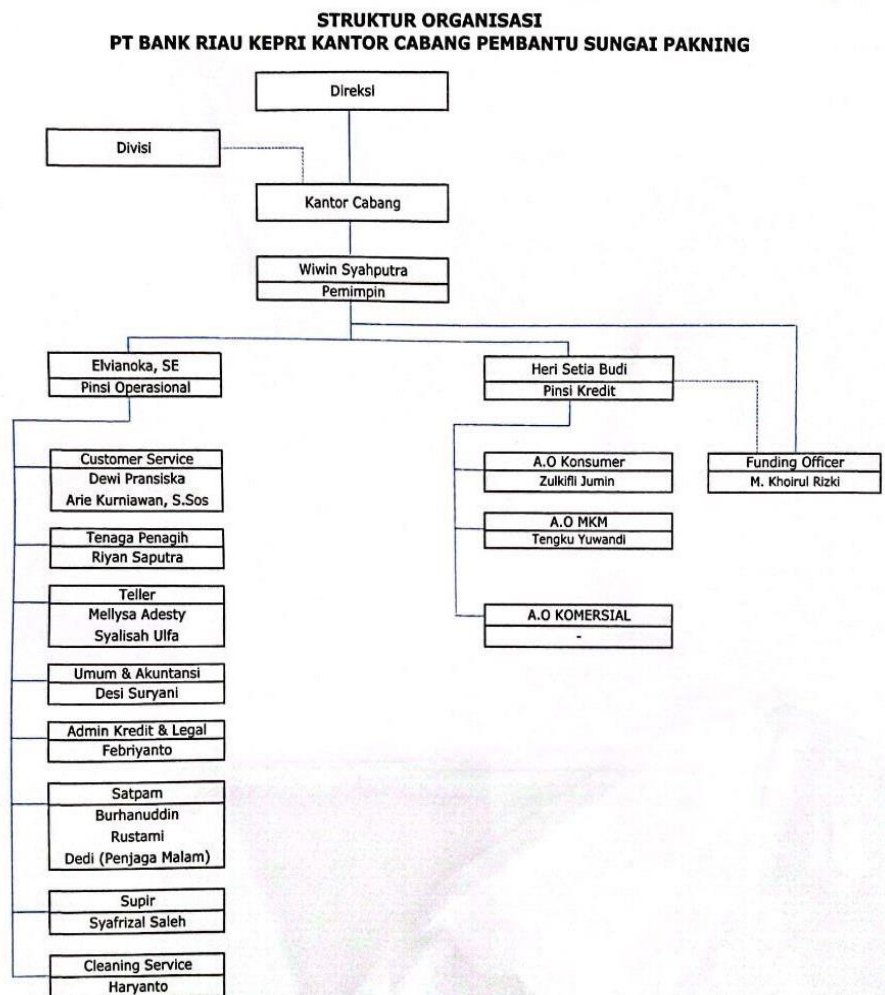 STRUKTUR ORGANISASI
PT BANK RIAU KEPRI KANTOR CABANG PEMBANTU SUNGAI PAKNING
Direksi
Divisi
Kantor Cabang
Wiwin Syahputra
Pemimpin
Elvianoka, SE
Pinsi Operasional
Heri Setia Budi
Pinsi Kredit
Customer Service
Dewi Pransiska
Arie Kurniawan, S.Sos
Tenaga Penagih
Riyan Saputra
Teller
Mellysa Adesty
Syalisah Ulfa
Umum & Akuntansi
Desi Suryani
Admin Kredit & Legal
Febriyanto
Satpam
Burhanuddin
Rustami
Dedi (Penjaga Malam)
Supir
Syafrizal Saleh
Cleaning Service
Haryanto
A.O Konsumer
Zulkifli Jumin
A.O MKM
Tengku Yuwandi
A.O KOMERSIAL
-
Funding Officer
M. Khoirul Rizki